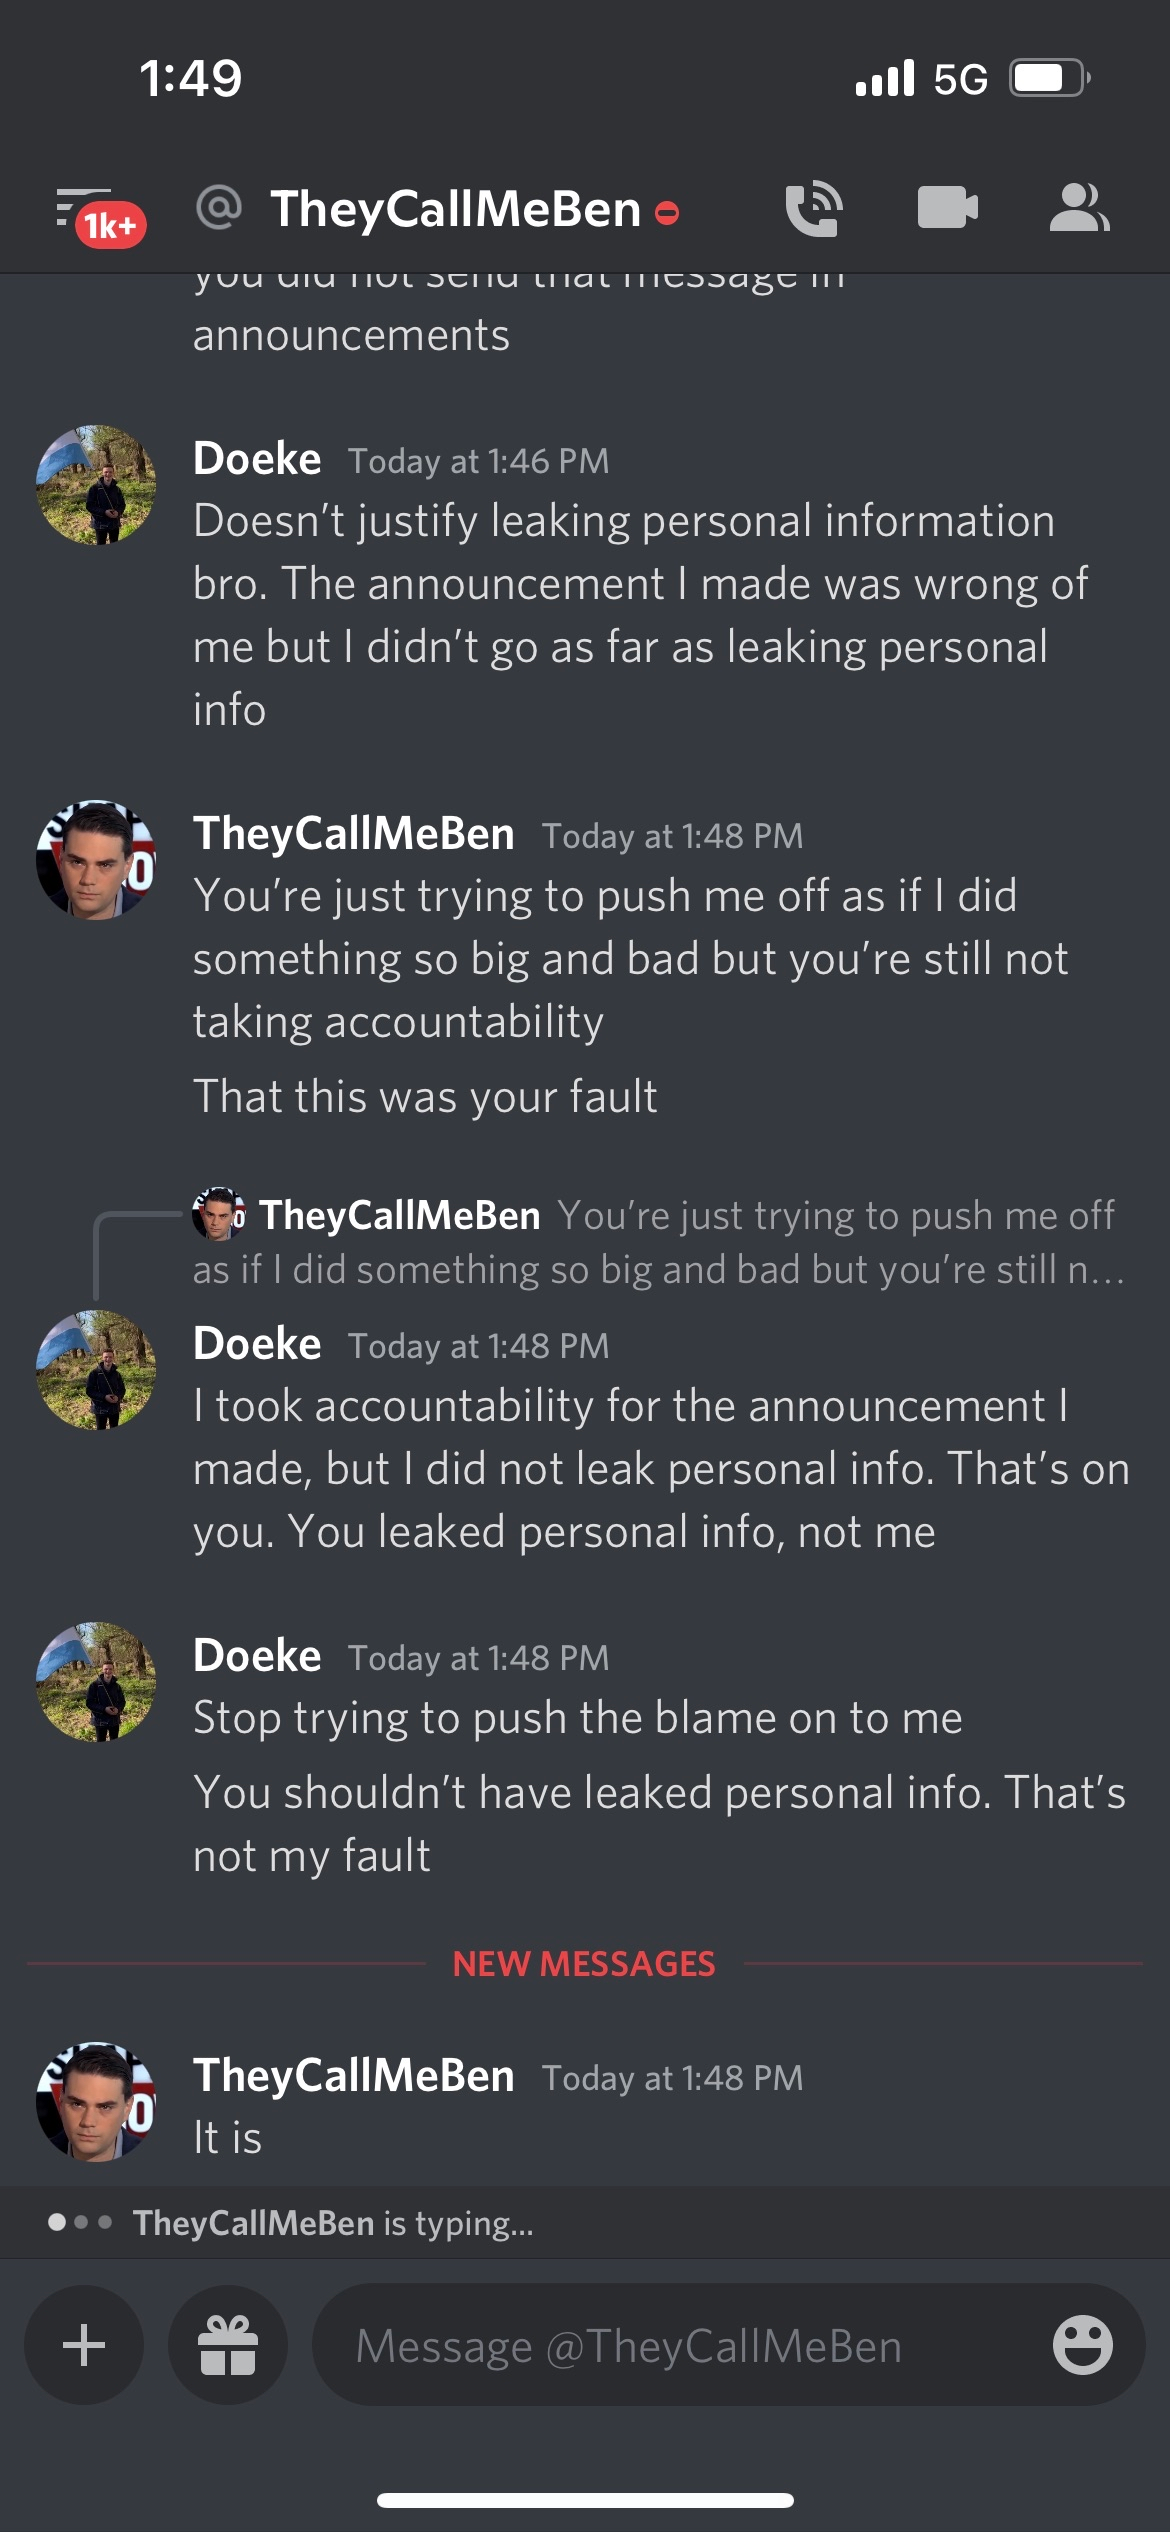 1:49
5G
1k+
@ TheyCallMeBen
you did not send that message in
announcements
Doeke Today at 1:46 PM
Doesn’t justify leaking personal information
bro. The announcement I made was wrong of
me but I didn’t go as far as leaking personal
info
TheyCallMeBen Today at 1:48 PM
You’re just trying to push me off as if I did
something so big and bad but you’re still not
taking accountability
That this was your fault
TheyCallMeBen You’re just trying to push me off
as if I did something so big and bad but you’re still n...
Doeke Today at 1:48 PM
I took accountability for the announcement I
made, but I did not leak personal info. That’s on
you. You leaked personal info, not me
Doeke Today at 1:48 PM
Stop trying to push the blame on to me
You shouldn’t have leaked personal info. That’s
not my fault
NEW MESSAGES
TheyCallMeBen Today at 1:48 PM
It is
TheyCallMeBen is typing...
Message @TheyCallMeBen